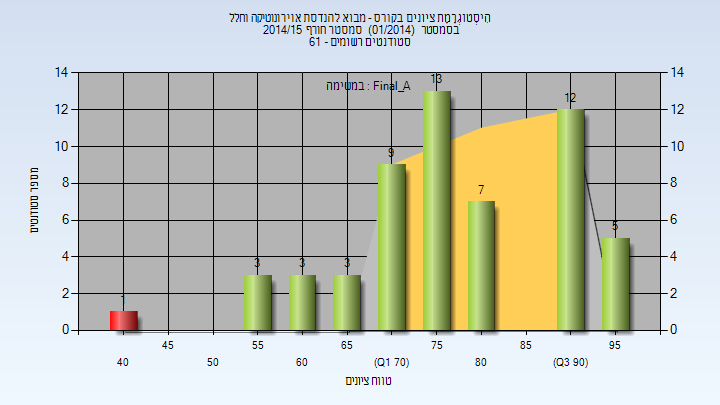 הִיסְטוֹגְרָמַת ציונים בקורס - מבוא להנדסת אוירונוטיקה וחלל
בסמסטר (01/2014) סמסטר חורף 2014/15
סטודנטים רשומים - 61
במשימה : Final_A
מספר סטודנטים
14 14
12 12
10 10
8 8
6 6
4 4
2 2
0 0
1 3 3 3 9 13 7 12 5
45 55 65 75 85 95
40 50 60 (Q1 70) 80 (Q3 90)
טווח ציונים